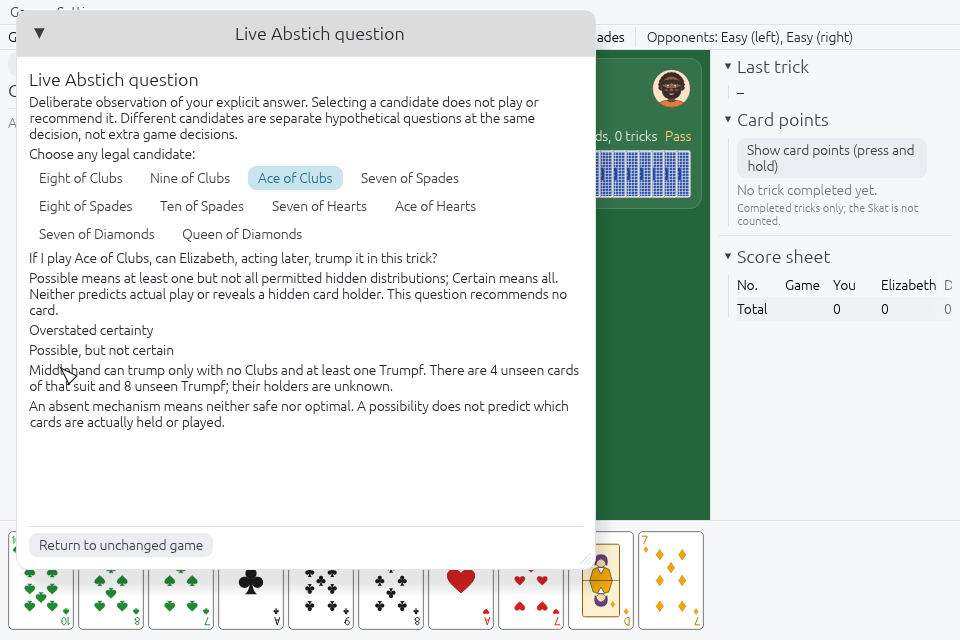 Live Abstich question
Live Abstich question
Deliberate observation of your explicit answer. Selecting a candidate does not play or
recommend it. Different candidates are separate hypothetical questions at the same
decision, not extra game decisions.
Choose any legal candidate:
Eight of Clubs Nine of Clubs Ace of Clubs Seven of Spades
Eight of Spades Ten of Spades Seven of Hearts Ace of Hearts
Seven of Diamonds Queen of Diamonds
If I play Ace of Clubs, can Elizabeth, acting later, trump it in this trick?
Possible means at least one but not all permitted hidden distributions; Certain means all.
Neither predicts actual play or reveals a hidden card holder. This question recommends no
card.
Overstated certainty
Possible, but not certain
Middlehand can trump only with no Clubs and at least one Trumpf. There are 4 unseen cards
of that suit and 8 unseen Trumpf; their holders are unknown.
An absent mechanism means neither safe nor optimal. A possibility does not predict which
cards are actually held or played.
Return to unchanged game
Opponents: Easy (left), Easy (right)
0 tricks Pass
Last trick
–
Card points
Show card points (press and
hold)
No trick completed yet.
Completed tricks only; the Skat is not
counted.
Score sheet
No. Game You Elizabeth D
Total 0 0 0
10 7 A 9 8 A 7 D 7
7